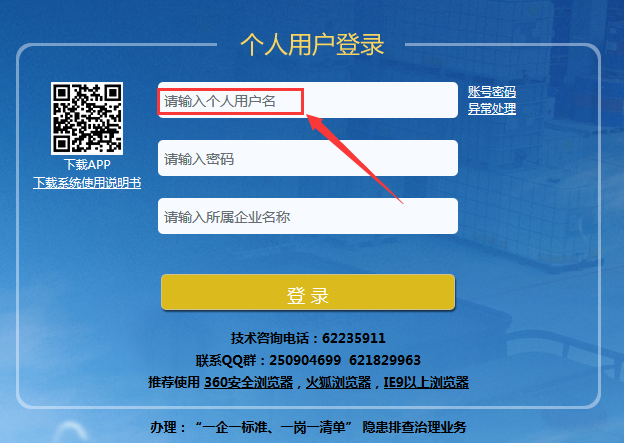 个人用户登录
请输入个人用户名
账号密码
异常处理
下载APP
下载系统使用说明书
请输入密码
请输入所属企业名称
登 录
技术咨询电话：62235911
联系QQ群：250904699  621829963
推荐使用 360安全浏览器，火狐浏览器，IE9以上浏览器
办理：“一企一标准、一岗一清单” 隐患排查治理业务